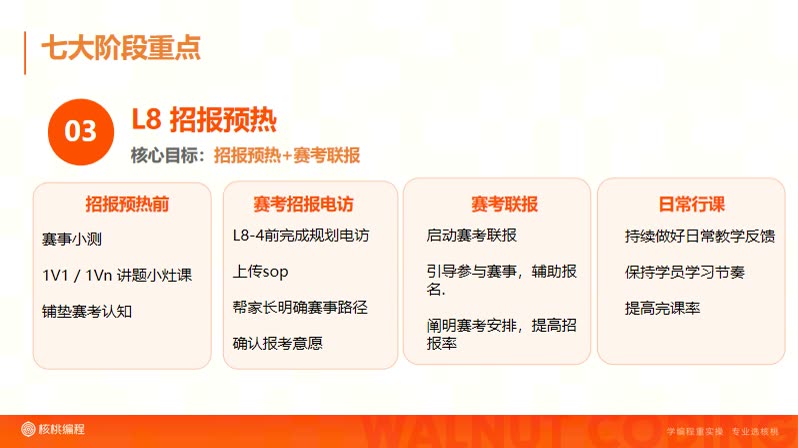 七大阶段重点
03
L8 招报预热
核心目标：招报预热+赛考联报
招报预热前
赛事小测
1V1 / 1Vn 讲题小灶课
铺垫赛考认知
赛考招报电访
L8-4前完成规划电访
上传sop
帮家长明确赛事路径
确认报考意愿
赛考联报
启动赛考联报
引导参与赛事，辅助报
名.
阐明赛考安排，提高招
报率
日常行课
持续做好日常教学反馈
保持学员学习节奏
提高完课率
核桃编程
WALNUT CODING
学编程重实操 专业选核桃